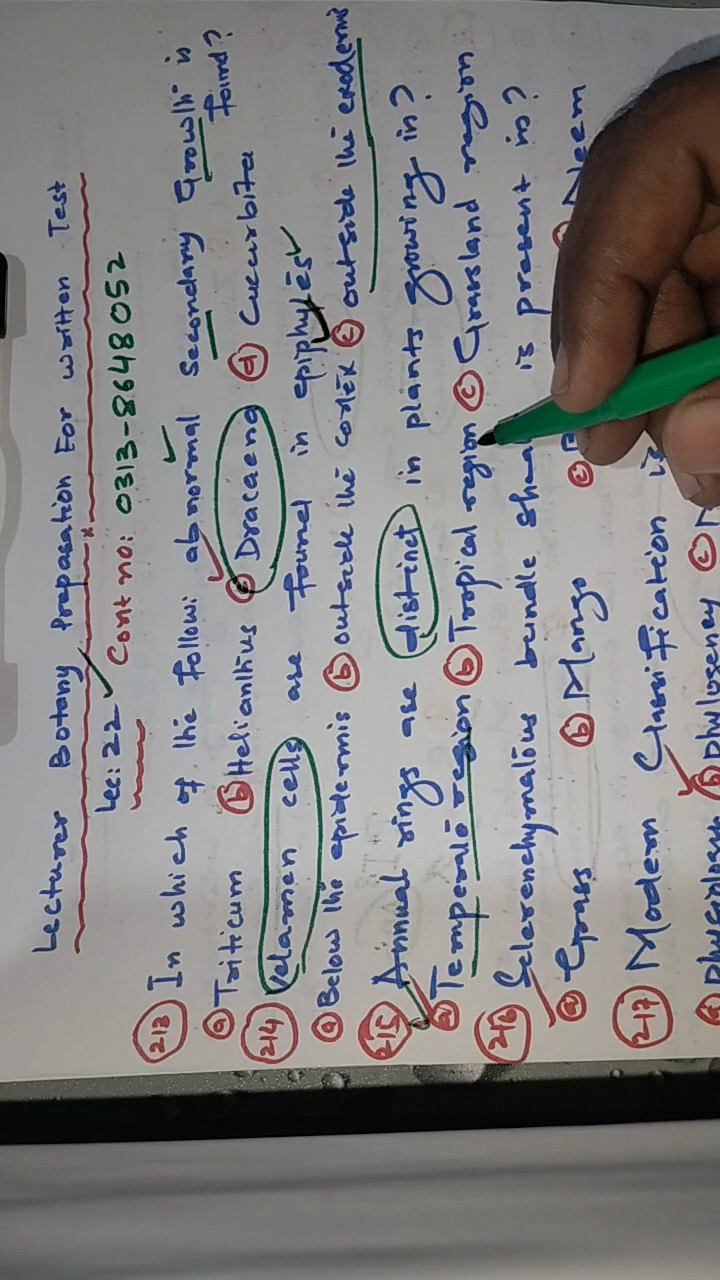 Lecturer Botany Preparation For written Test
Lec: 22 Cont no: 0313-8648052
213 In which of the follow: abnormal secondary growth is found?
a Triticum b Helianthus c Dracaena d Cucurbita
214 Velamen cells are found in epiphytes
a Below the epidermis b outside the cortex c outside the exodermis
215 Annual rings are distinct in plants growing in?
a Temperate region b Tropical region c Grassland region
216 Sclerenchymatous bundle is present in?
a Grass b Mango c
217 Modern Classification is
a b Phylogeny c